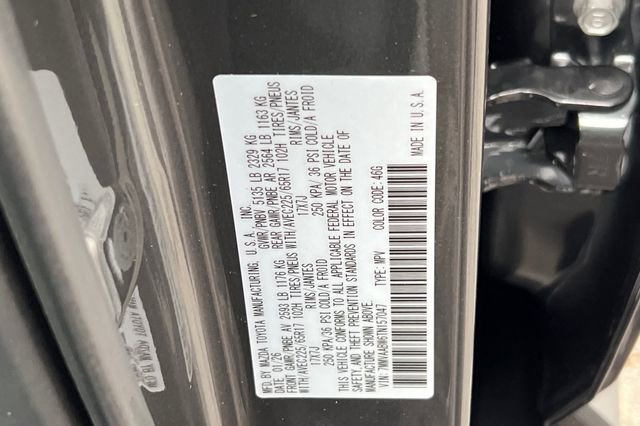 MFD. BY MAZDA TOYOTA MANUFACTURING, U.S.A., INC.
DATE: 01/26 GVWR/PNBV 5135 LB 2329 KG
FRONT GAWR/PNBE AV 2593 LB 1176 KG REAR GAWR/PNBE AR 2564 LB 1163 KG
WITH/AVEC225/65R17 102H TIRES/PNEUS WITH/AVEC225/65R17 102H TIRES/PNEUS
17X7J RIMS/JANTES 17X7J RIMS/JANTES
250 KPA/36 PSI COLD/A FROID 250 KPA/ 36 PSI COLD/A FROID
THIS VEHICLE CONFORMS TO ALL APPLICABLE FEDERAL MOTOR VEHICLE
SAFETY, AND THEFT PREVENTION STANDARDS IN EFFECT ON THE DATE OF
MANUFACTURE SHOWN ABOVE.
VIN: 7MMVAABW6TN157047 TYPE: MPV COLOR CODE: 46G
MADE IN U.S.A.